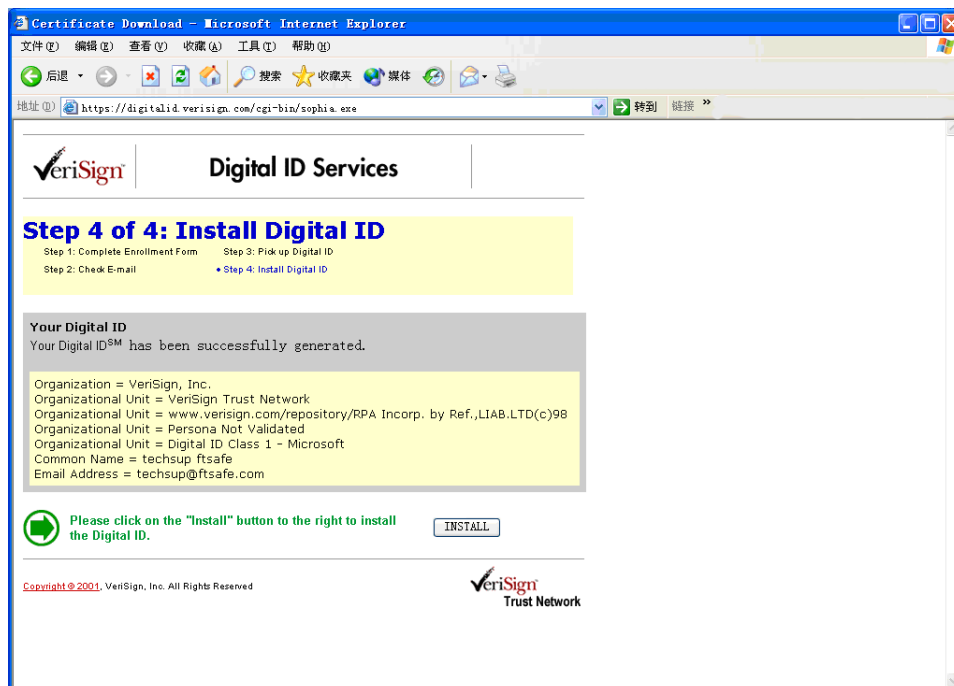 Certificate Download - Microsoft Internet Explorer
文件(F) 编辑(E) 查看(V) 收藏(A) 工具(T) 帮助(H)
后退 搜索 收藏夹 媒体
地址(D) https://digitalid.verisign.com/cgi-bin/sophia.exe 转到 链接 »
VeriSign™ Digital ID Services
Step 4 of 4: Install Digital ID
Step 1: Complete Enrollment Form Step 3: Pick up Digital ID
Step 2: Check E-mail • Step 4: Install Digital ID
Your Digital ID
Your Digital ID℠ has been successfully generated.
Organization = VeriSign, Inc.
Organizational Unit = VeriSign Trust Network
Organizational Unit = www.verisign.com/repository/RPA Incorp. by Ref.,LIAB.LTD(c)98
Organizational Unit = Persona Not Validated
Organizational Unit = Digital ID Class 1 - Microsoft
Common Name = techsup ftsafe
Email Address = techsup@ftsafe.com
Please click on the "Install" button to the right to install
the Digital ID.
INSTALL
Copyright © 2001, VeriSign, Inc. All Rights Reserved
VeriSign™
Trust Network